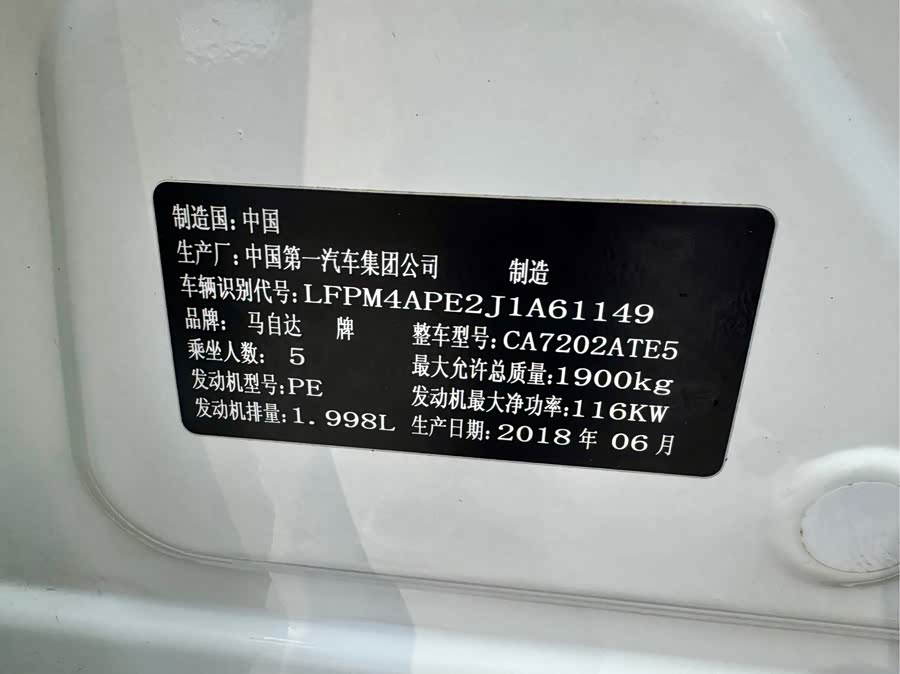 制造国：中国
生产厂：中国第一汽车集团公司 制造
车辆识别代号：LFPM4APE2J1A61149
品牌： 马自达 牌 整车型号：CA7202ATE5
乘坐人数： 5 最大允许总质量：1900kg
发动机型号：PE 发动机最大净功率：116KW
发动机排量：1.998L 生产日期：2018 年 06 月